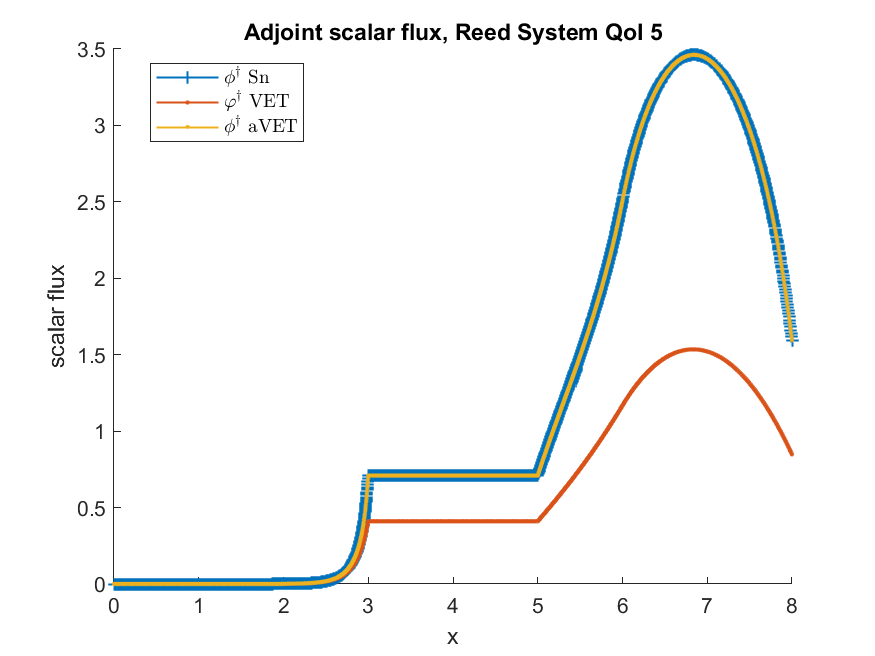 Adjoint scalar flux, Reed System QoI 5
3.5
3
2.5
2
1.5
1
0.5
0
scalar flux
ϕ† Sn
φ† VET
ϕ† aVET
0 1 2 3 4 5 6 7 8
x